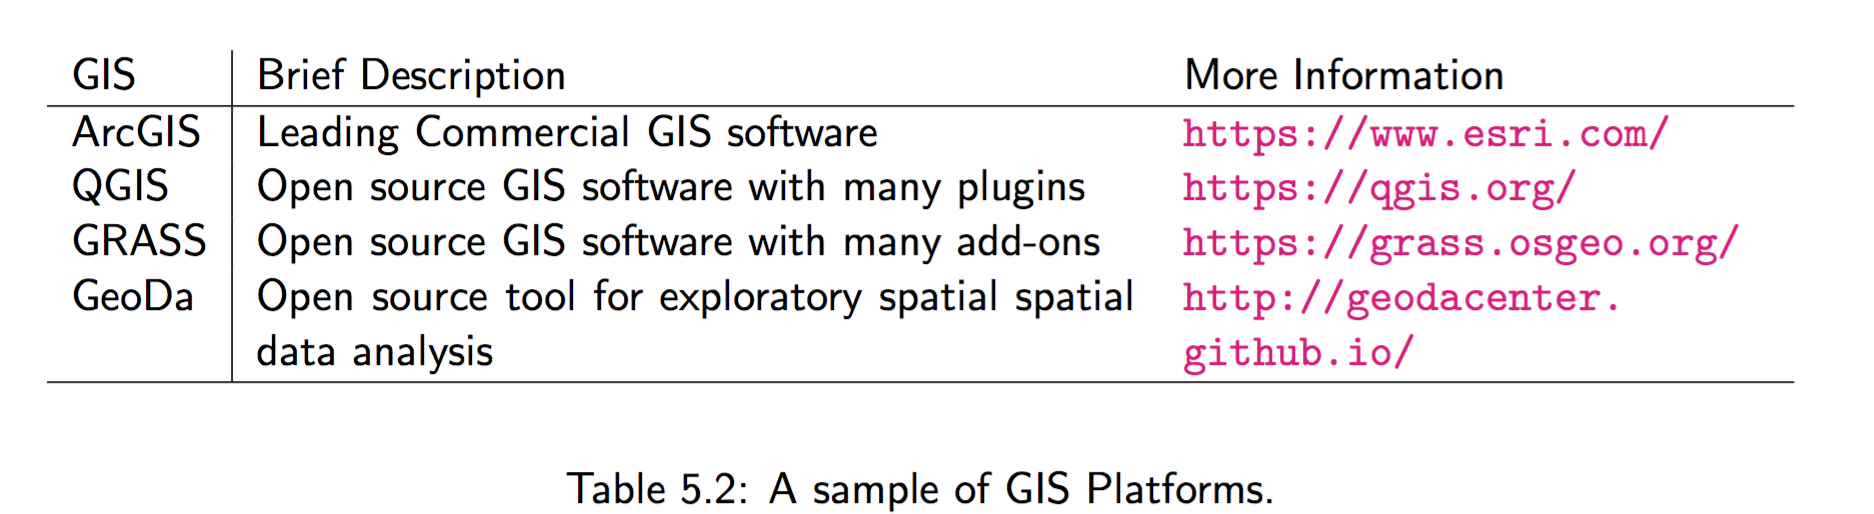 GIS Brief Description More Information
ArcGIS Leading Commercial GIS software https://www.esri.com/
QGIS Open source GIS software with many plugins https://qgis.org/
GRASS Open source GIS software with many add-ons https://grass.osgeo.org/
GeoDa Open source tool for exploratory spatial spatial http://geodacenter.
data analysis github.io/
Table 5.2: A sample of GIS Platforms.